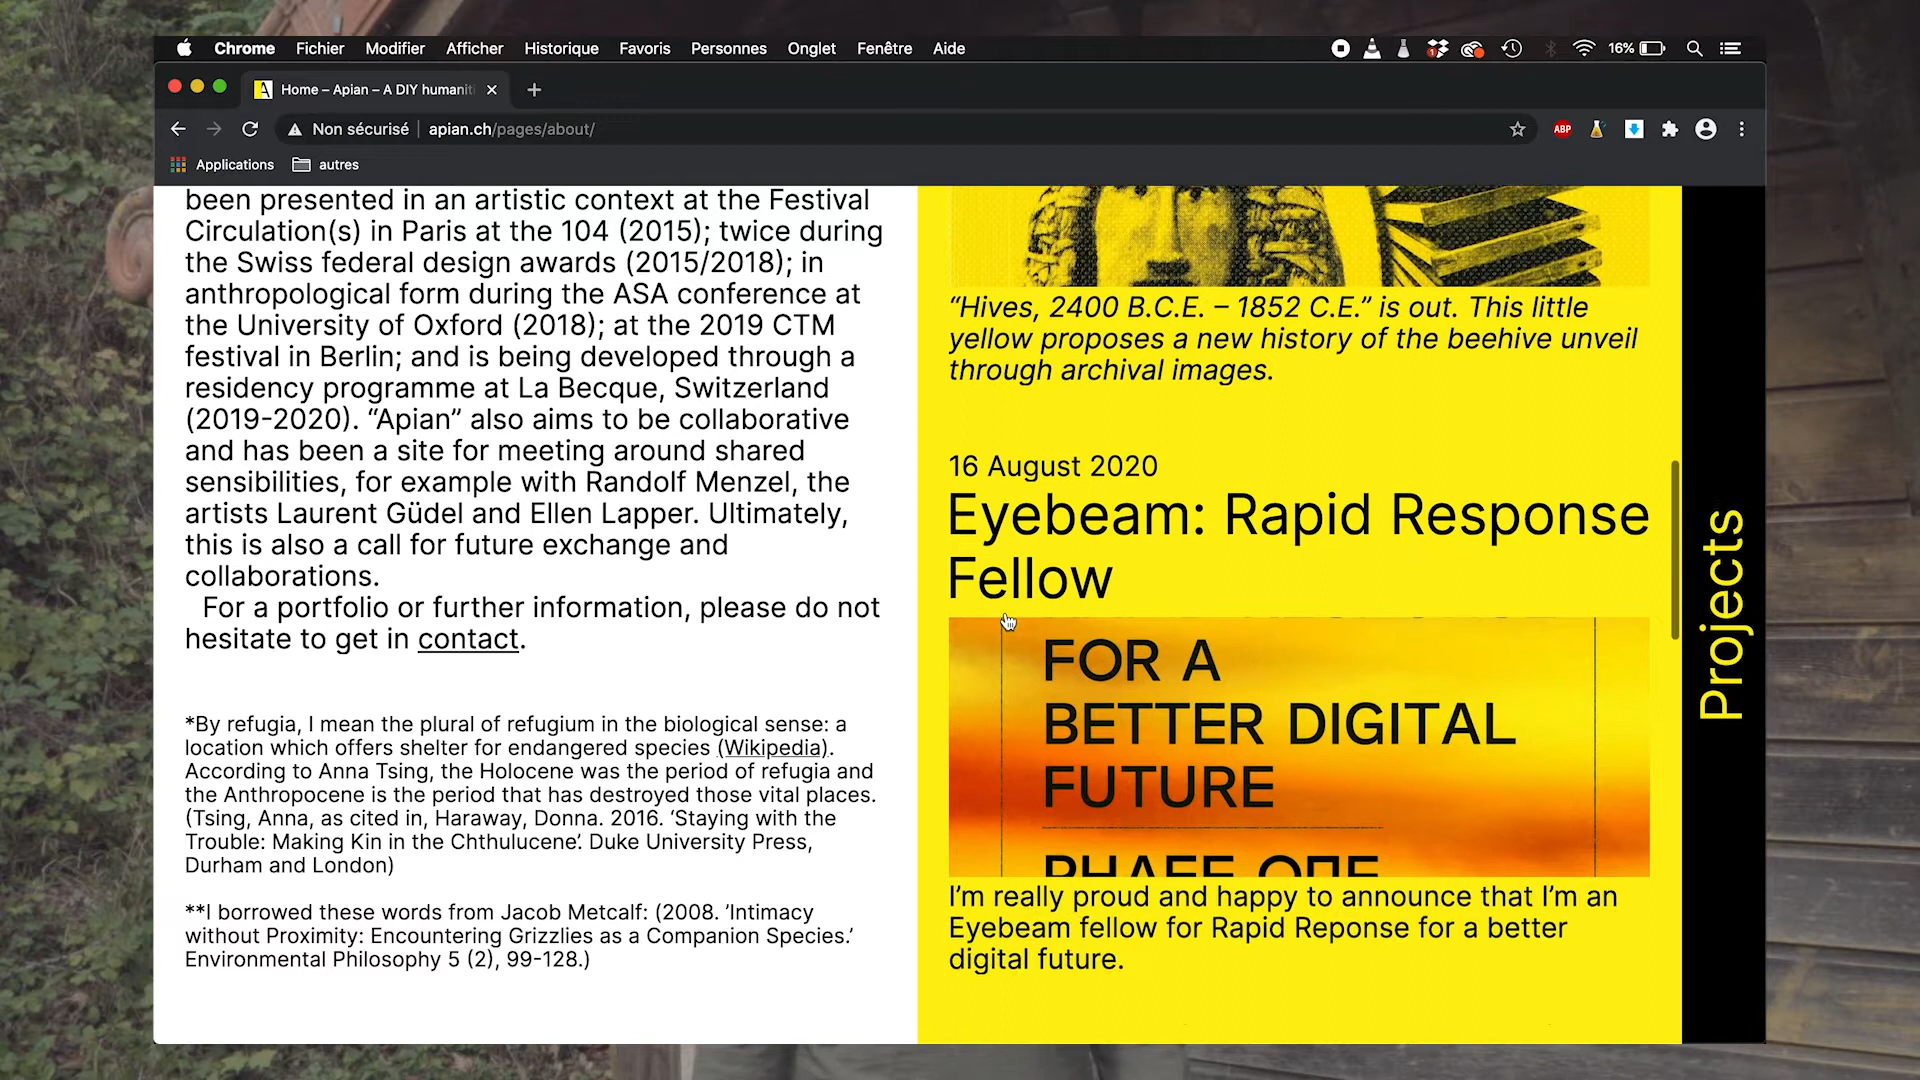 Chrome Fichier Modifier Afficher Historique Favoris Personnes Onglet Fenêtre Aide
1
16%
A
Home – Apian – A DIY humanit
Non sécurisé apian.ch/pages/about/
ABP
Applications autres
been presented in an artistic context at the Festival
Circulation(s) in Paris at the 104 (2015); twice during
the Swiss federal design awards (2015/2018); in
anthropological form during the ASA conference at
the University of Oxford (2018); at the 2019 CTM
festival in Berlin; and is being developed through a
residency programme at La Becque, Switzerland
(2019-2020). “Apian” also aims to be collaborative
and has been a site for meeting around shared
sensibilities, for example with Randolf Menzel, the
artists Laurent Güdel and Ellen Lapper. Ultimately,
this is also a call for future exchange and
collaborations.
For a portfolio or further information, please do not
hesitate to get in contact.
*By refugia, I mean the plural of refugium in the biological sense: a
location which offers shelter for endangered species (Wikipedia).
According to Anna Tsing, the Holocene was the period of refugia and
the Anthropocene is the period that has destroyed those vital places.
(Tsing, Anna, as cited in, Haraway, Donna. 2016. ‘Staying with the
Trouble: Making Kin in the Chthulucene’. Duke University Press,
Durham and London)
**I borrowed these words from Jacob Metcalf: (2008. ’Intimacy
without Proximity: Encountering Grizzlies as a Companion Species.’
Environmental Philosophy 5 (2), 99-128.)
“Hives, 2400 B.C.E. – 1852 C.E.” is out. This little
yellow proposes a new history of the beehive unveil
through archival images.
16 August 2020
Eyebeam: Rapid Response
Fellow
FOR A
BETTER DIGITAL
FUTURE
PHASE ONE
I’m really proud and happy to announce that I’m an
Eyebeam fellow for Rapid Reponse for a better
digital future.
Projects